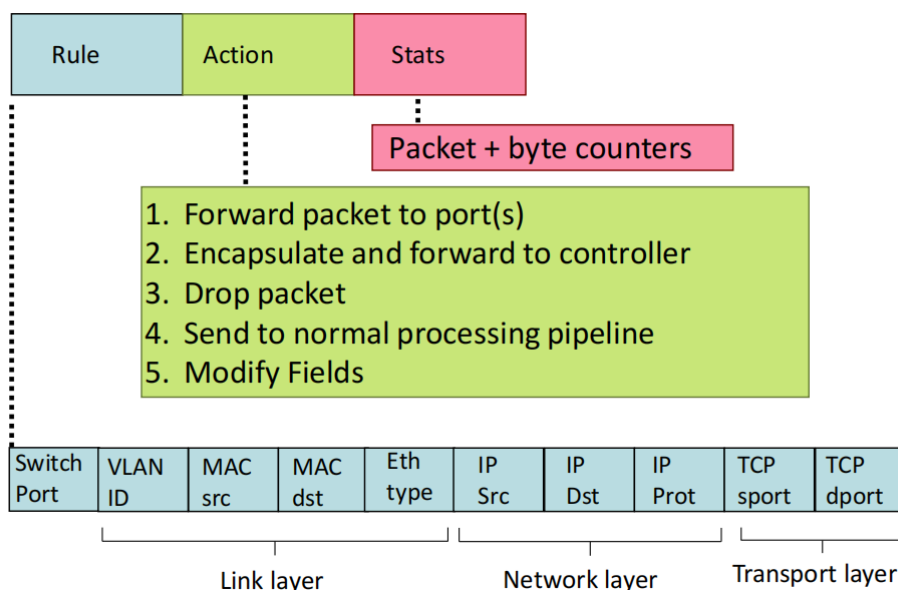 Rule Action Stats
Packet + byte counters
1. Forward packet to port(s)
2. Encapsulate and forward to controller
3. Drop packet
4. Send to normal processing pipeline
5. Modify Fields
Switch Port
VLAN ID
MAC src
MAC dst
Eth type
IP Src
IP Dst
IP Prot
TCP sport
TCP dport
Link layer
Network layer
Transport layer